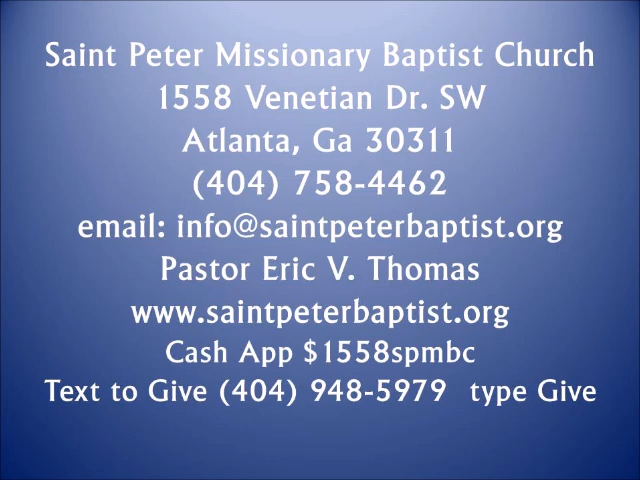 Saint Peter Missionary Baptist Church
1558 Venetian Dr. SW
Atlanta, Ga 30311
(404) 758-4462
email: info@saintpeterbaptist.org
Pastor Eric V. Thomas
www.saintpeterbaptist.org
Cash App $1558spmbc
Text to Give (404) 948-5979 type Give